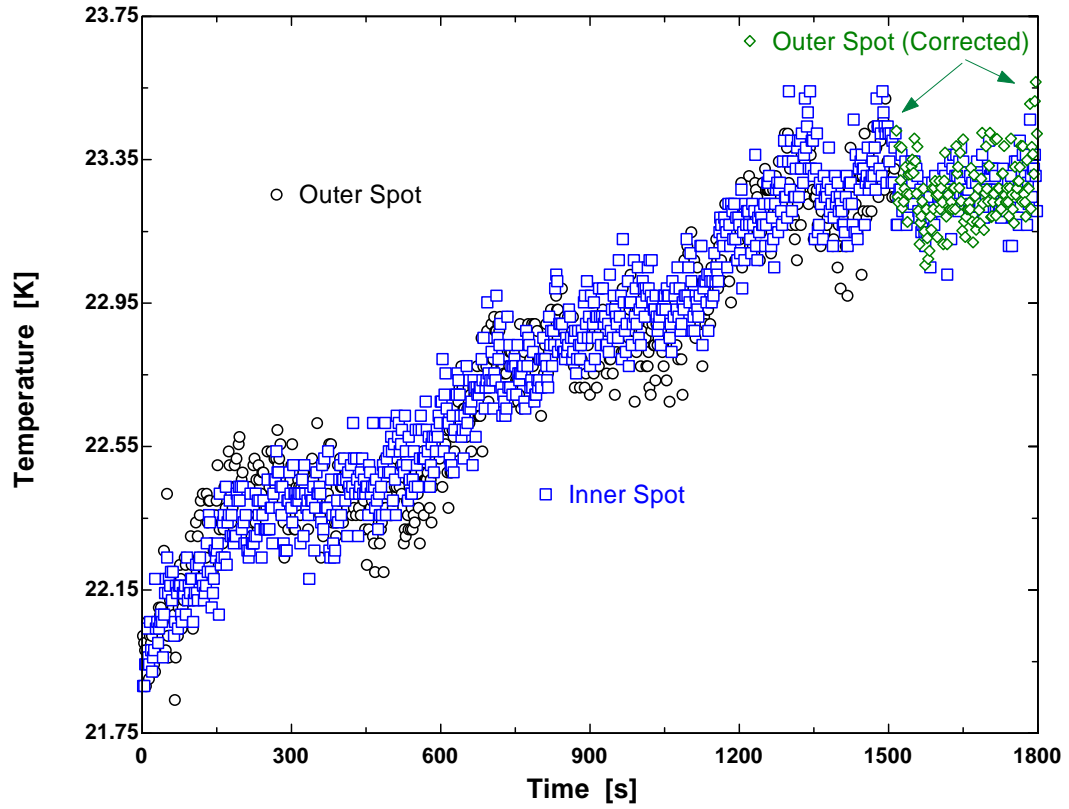 23.75
Outer Spot (Corrected)
23.35
Outer Spot
22.95
Temperature [K]
22.55
Inner Spot
22.15
21.75
0 300 600 900 1200 1500 1800
Time [s]